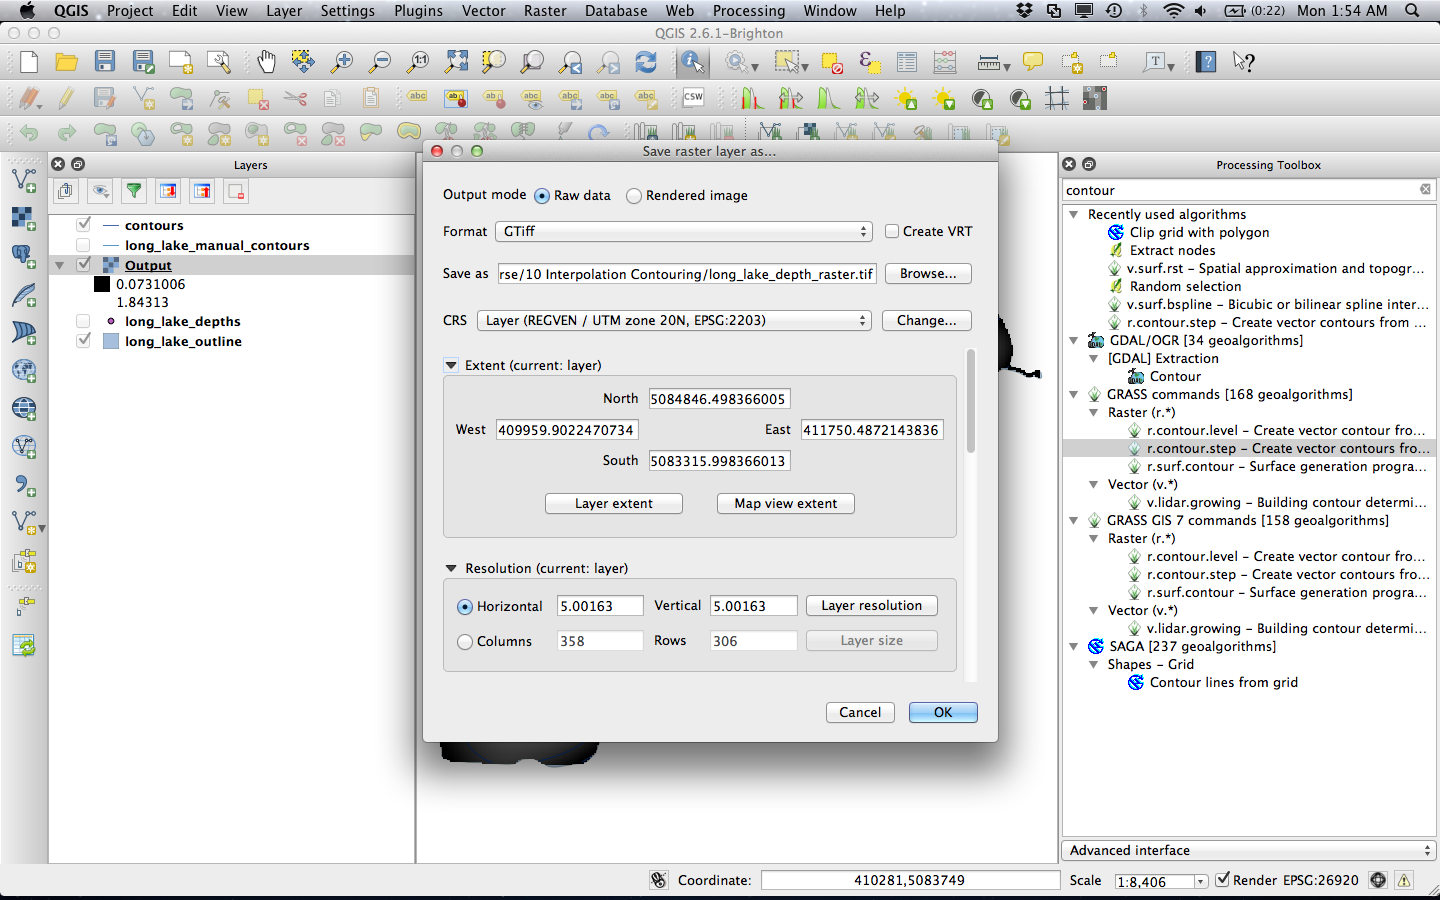 QGIS Project Edit View Layer Settings Plugins Vector Raster Database Web Processing Window Help (0:22) Mon 1:54 AM
QGIS 2.6.1-Brighton
CSW
Layers
contours
long_lake_manual_contours
Output
0.0731006
1.84313
long_lake_depths
long_lake_outline
Save raster layer as...
Output mode Raw data Rendered image
Format GTiff Create VRT
Save as rse/10 Interpolation Contouring/long_lake_depth_raster.tif Browse...
CRS Layer (REGVEN / UTM zone 20N, EPSG:2203) Change...
Extent (current: layer)
North 5084846.498366005
West 409959.9022470734 East 411750.4872143836
South 5083315.998366013
Layer extent Map view extent
Resolution (current: layer)
Horizontal 5.00163 Vertical 5.00163 Layer resolution
Columns 358 Rows 306 Layer size
Cancel OK
Processing Toolbox
contour
Recently used algorithms
Clip grid with polygon
Extract nodes
v.surf.rst - Spatial approximation and topogr...
Random selection
v.surf.bspline - Bicubic or bilinear spline inter...
r.contour.step - Create vector contours from ...
GDAL/OGR [34 geoalgorithms]
[GDAL] Extraction
Contour
GRASS commands [168 geoalgorithms]
Raster (r.*)
r.contour.level - Create vector contour fro...
r.contour.step - Create vector contours fro...
r.surf.contour - Surface generation progra...
Vector (v.*)
v.lidar.growing - Building contour determi...
GRASS GIS 7 commands [158 geoalgorithms]
Raster (r.*)
r.contour.level - Create vector contour fro...
r.contour.step - Create vector contours fro...
r.surf.contour - Surface generation progra...
Vector (v.*)
v.lidar.growing - Building contour determi...
SAGA [237 geoalgorithms]
Shapes - Grid
Contour lines from grid
Advanced interface
Coordinate: 410281,5083749 Scale 1:8,406 Render EPSG:26920